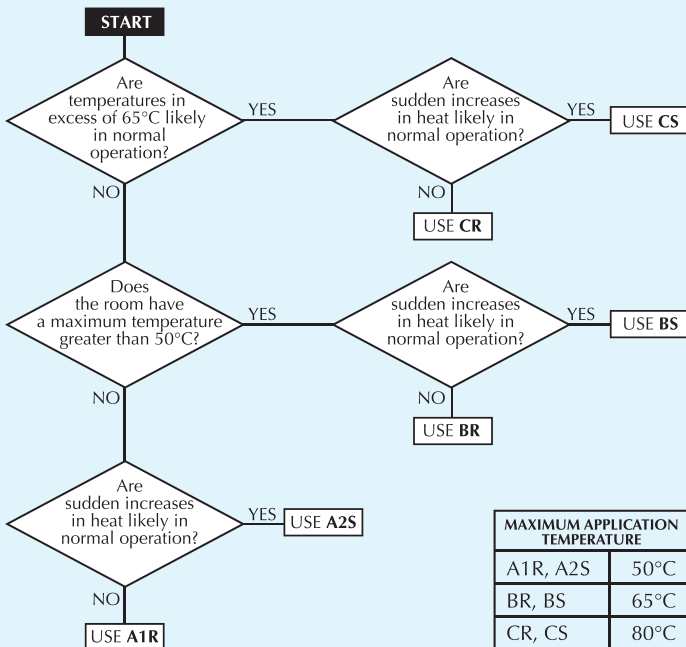 START
Are
temperatures in
excess of 65°C likely
in normal
operation?
YES
Are
sudden increases
in heat likely in
normal operation?
YES
USE CS
NO
NO
USE CR
Does
the room have
a maximum temperature
greater than 50°C?
YES
Are
sudden increases
in heat likely in
normal operation?
YES
USE BS
NO
NO
USE BR
Are
sudden increases
in heat likely in
normal operation?
YES
USE A2S
NO
USE A1R
MAXIMUM APPLICATION
TEMPERATURE
A1R, A2S 50°C
BR, BS 65°C
CR, CS 80°C